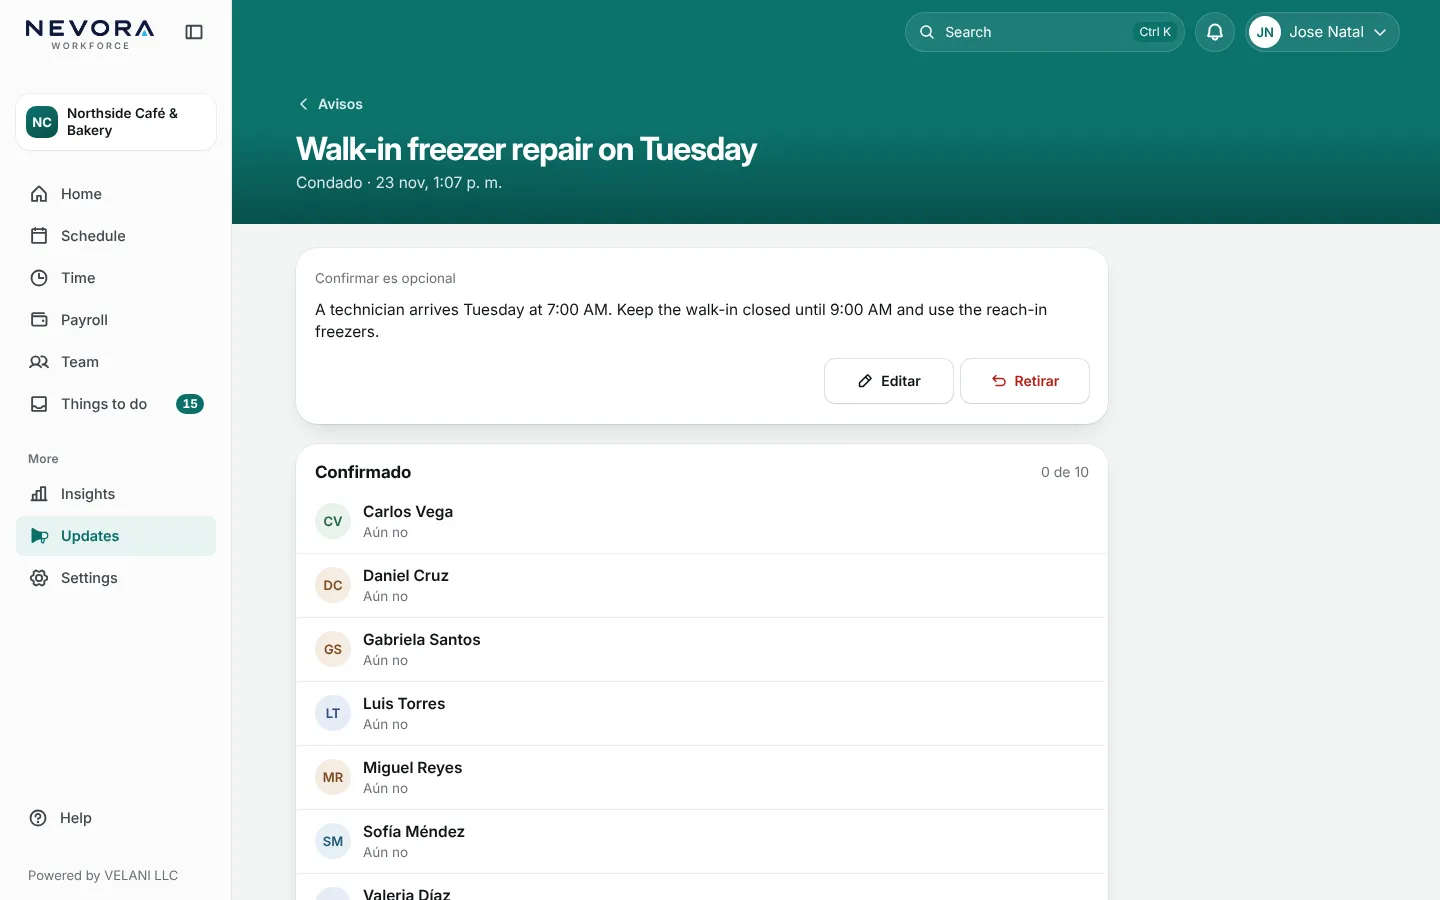 NEVORA
WORKFORCE
Northside Café &
Bakery
Home
Schedule
Time
Payroll
Team
Things to do 15
More
Insights
Updates
Settings
Help
Powered by VELANI LLC
Search Ctrl K
JN Jose Natal
Avisos
Walk-in freezer repair on Tuesday
Condado · 23 nov, 1:07 p. m.
Confirmar es opcional
A technician arrives Tuesday at 7:00 AM. Keep the walk-in closed until 9:00 AM and use the reach-in
freezers.
Editar Retirar
Confirmado 0 de 10
CV Carlos Vega
Aún no
DC Daniel Cruz
Aún no
GS Gabriela Santos
Aún no
LT Luis Torres
Aún no
MR Miguel Reyes
Aún no
SM Sofía Méndez
Aún no
Valeria Díaz
NC